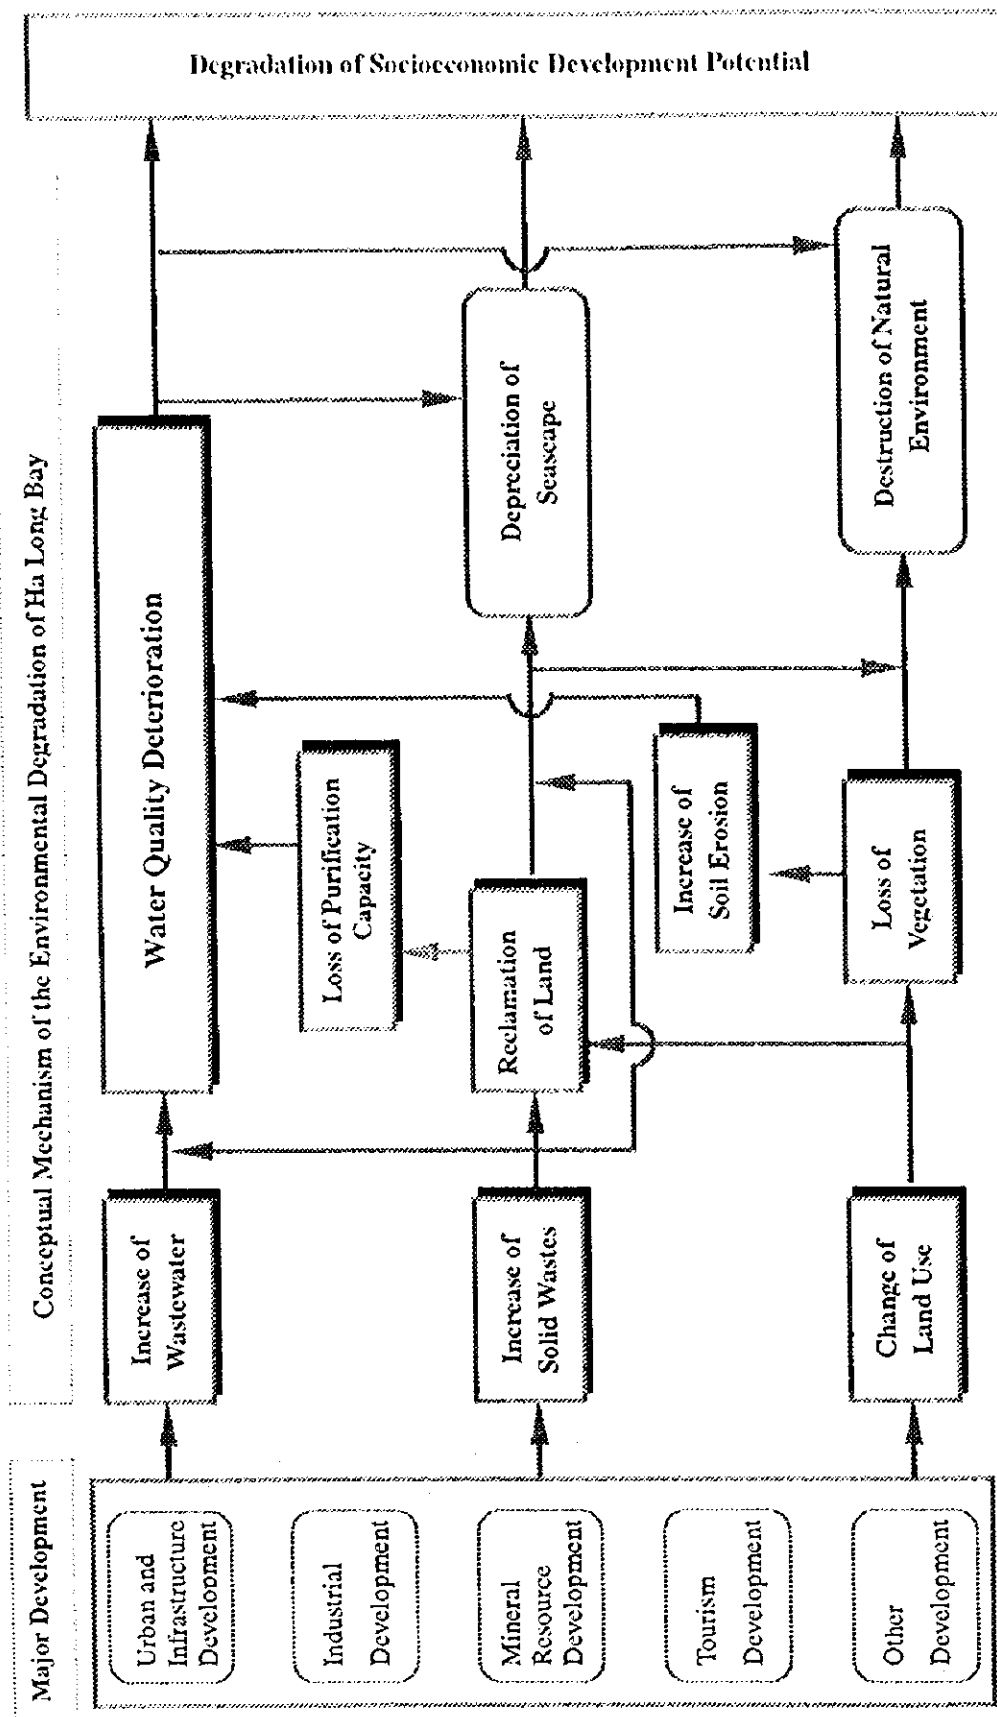 Major Development
Conceptual Mechanism of the Environmental Degradation of Ha Long Bay
Urban and
Infrastructure
Development
Industrial
Development
Mineral
Resource
Development
Tourism
Development
Other
Development
Increase of
Wastewater
Increase of
Solid Wastes
Change of
Land Use
Water Quality Deterioration
Loss of Purification
Capacity
Reclamation
of Land
Increase of
Soil Erosion
Loss of
Vegetation
Depreciation of
Seascape
Destruction of Natural
Environment
Degradation of Socioeconomic Development Potential